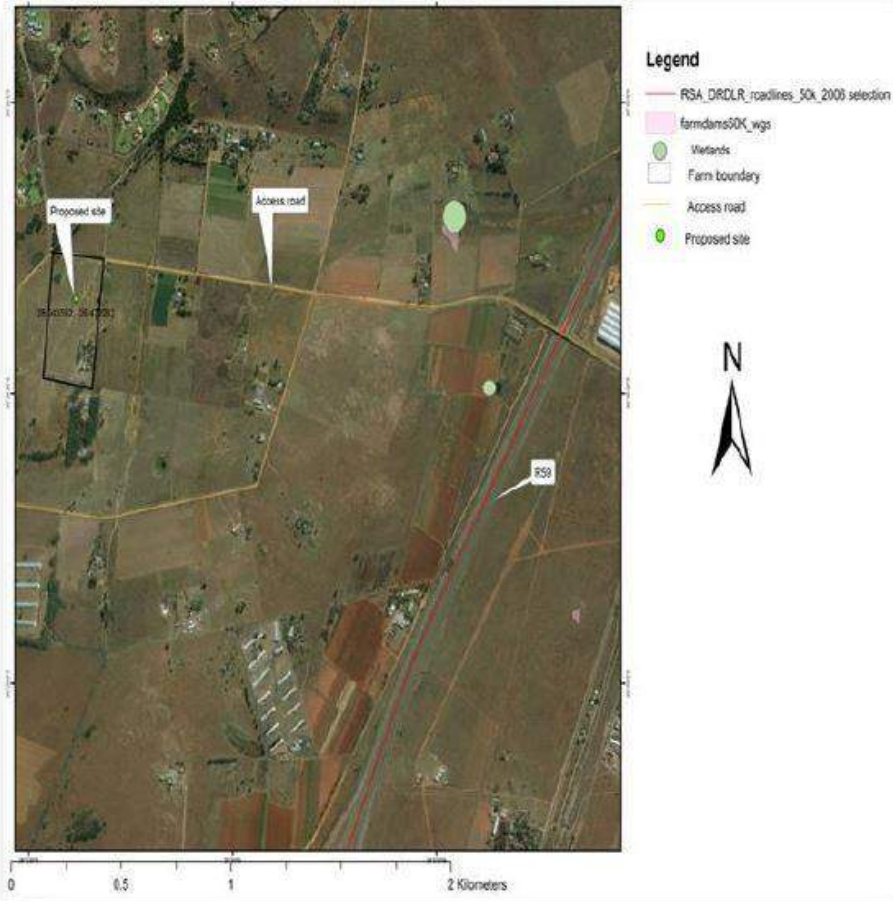 Legend
RSA_DRDLR_roadlines_50k_2006 selection
farmdams50K_wgs
Wetlands
Farm boundary
Access road
Proposed site
Proposed site
Access road
N
R59
0 0.5 1 2 Kilometers